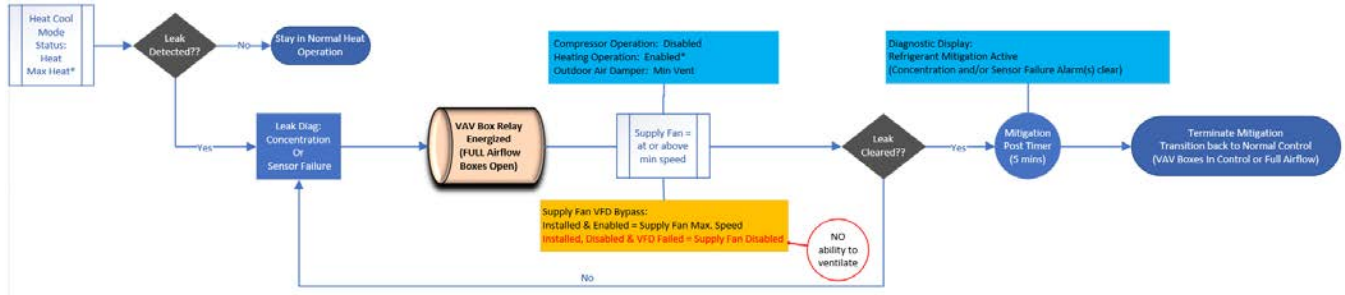 Heat Cool
Mode
Status:
Heat
Max Heat*
Leak
Detected??
No
Stay in Normal Heat
Operation
Yes
Leak Diag:
Concentration
Or
Sensor Failure
VAV Box Relay
Energized
(FULL Airflow
Boxes Open)
Compressor Operation: Disabled
Heating Operation: Enabled*
Outdoor Air Damper: Min Vent
Supply Fan =
at or above
min speed
Supply Fan VFD Bypass:
Installed & Enabled = Supply Fan Max. Speed
Installed, Disabled & VFD Failed = Supply Fan Disabled
NO
ability to
ventilate
Leak
Cleared??
No
Yes
Diagnostic Display:
Refrigerant Mitigation Active
(Concentration and/or Sensor Failure Alarm(s) clear)
Mitigation
Post Timer
(5 mins)
Terminate Mitigation
Transition back to Normal Control
(VAV Boxes In Control or Full Airflow)